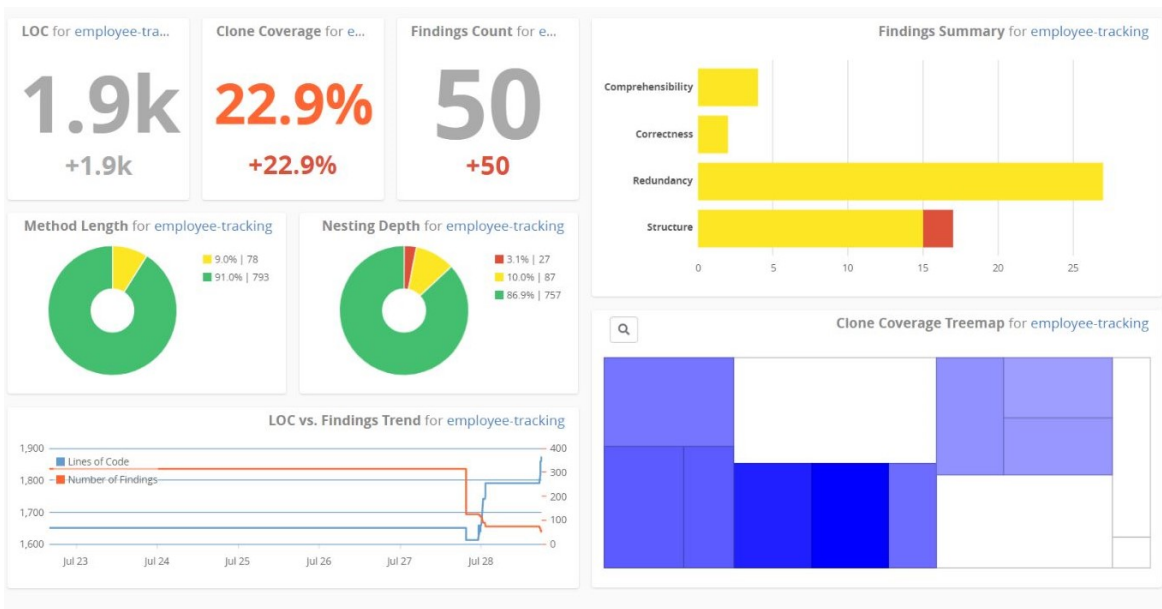 LOC for employee-tra...
1.9k
+1.9k
Clone Coverage for e...
22.9%
+22.9%
Findings Count for e...
50
+50
Findings Summary for employee-tracking
Comprehensibility
Correctness
Redundancy
Structure
0 5 10 15 20 25
Method Length for employee-tracking
9.0% | 78
91.0% | 793
Nesting Depth for employee-tracking
3.1% | 27
10.0% | 87
86.9% | 757
Clone Coverage Treemap for employee-tracking
LOC vs. Findings Trend for employee-tracking
1,900 400
Lines of Code
300
1,800 Number of Findings
200
1,700
100
1,600 0
Jul 23 Jul 24 Jul 25 Jul 26 Jul 27 Jul 28